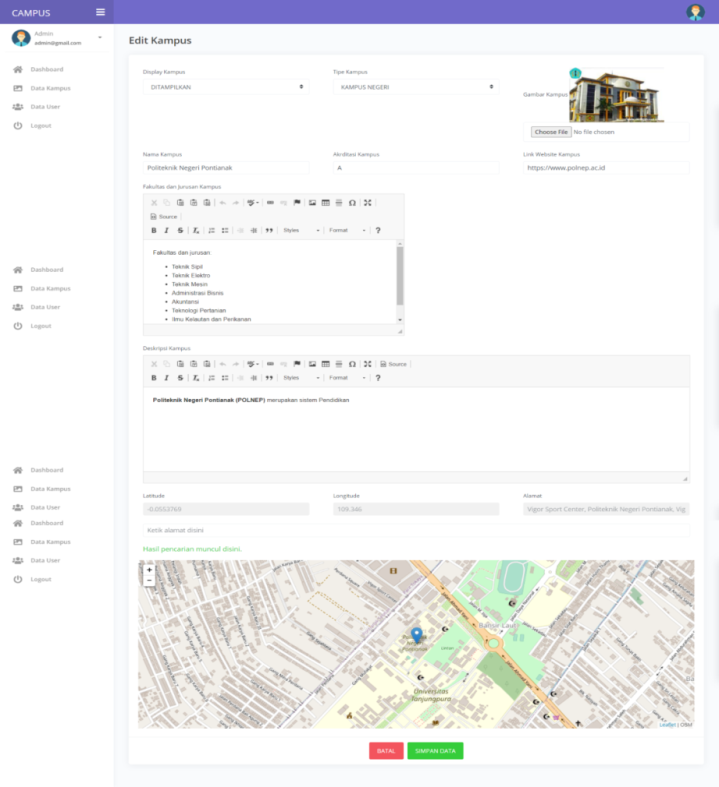 CAMPUS
Admin
admin@gmail.com
Dashboard
Data Kampus
Data User
Logout
Dashboard
Data Kampus
Data User
Logout
Dashboard
Data Kampus
Data User
Dashboard
Data Kampus
Data User
Logout
Edit Kampus
Display Kampus
DITAMPILKAN
Tipe Kampus
KAMPUS NEGERI
Gambar Kampus
Choose File No file chosen
Nama Kampus
Politeknik Negeri Pontianak
Akriditasi Kampus
A
Link Website Kampus
https://www.polnep.ac.id
Fakultas dan Jurusan Kampus
Source
Styles Format ?
Fakultas dan jurusan
• Teknik Sipil
• Teknik Elektro
• Teknik Mesin
• Administrasi Bisnis
• Akuntansi
• Teknologi Pertanian
• Ilmu Kelautan dan Perikanan
Deskripsi Kampus
Source
Styles Format ?
Politeknik Negeri Pontianak (POLNEP) merupakan sistem Pendidikan
Latitude
-0.0553769
Longitude
109.346
Alamat
Vigor Sport Center, Politeknik Negeri Pontianak, Vig
Ketik alamat disini
Hasil pencarian muncul disini.
+
−
Bansir Laut
Universitas
Tanjungpura
Leaflet | OSM
BATAL
SIMPAN DATA